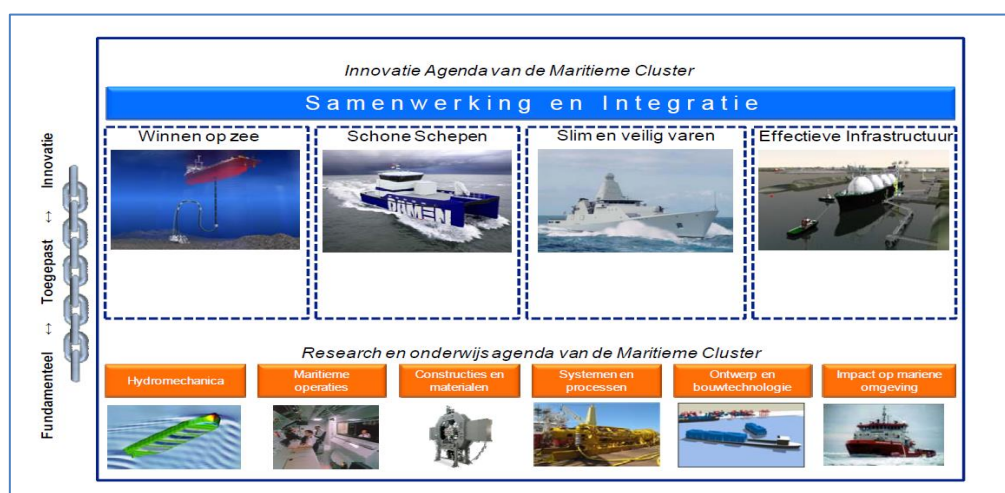 Innovatie Agenda van de Maritieme Cluster
Samenwerking en Integratie
Winnen op zee
Schone Schepen
Slim en veilig varen
Effectieve Infrastructuur
DAMEN
Fundamenteel ↔ Toegepast ↔ Innovatie
Research en onderwijs agenda van de Maritieme Cluster
Hydromechanica
Maritieme
operaties
Constructies en
materialen
Systemen en
processen
Ontwerp en
bouwtechnologie
Impact op mariene
omgeving